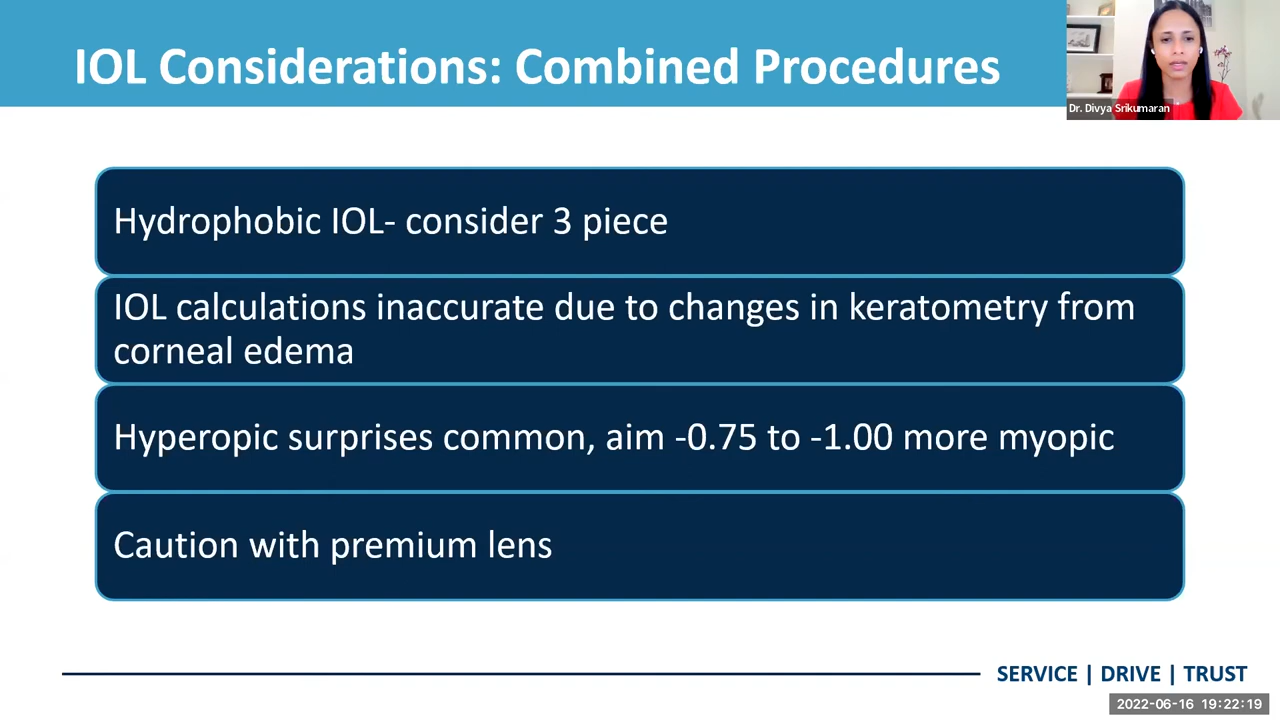 IOL Considerations: Combined Procedures
Dr. Divya Srikumaran
Hydrophobic IOL- consider 3 piece
IOL calculations inaccurate due to changes in keratometry from
corneal edema
Hyperopic surprises common, aim -0.75 to -1.00 more myopic
Caution with premium lens
SERVICE | DRIVE | TRUST
2022-06-16 19:22:19